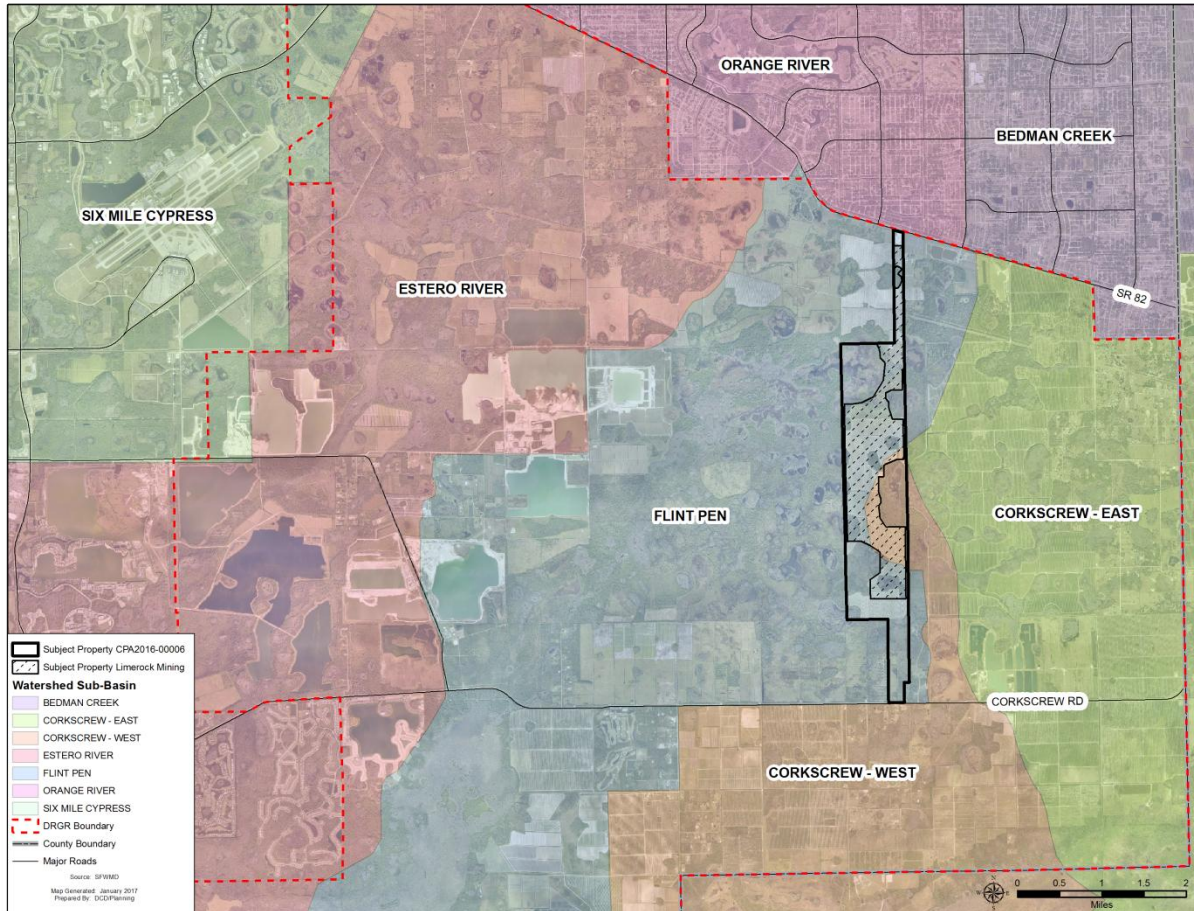 ORANGE RIVER
BEDMAN CREEK
SIX MILE CYPRESS
ESTERO RIVER
SR 82
FLINT PEN
CORKSCREW - EAST
CORKSCREW RD
CORKSCREW - WEST
Subject Property CPA2016-00006
Subject Property Limerock Mining
Watershed Sub-Basin
BEDMAN CREEK
CORKSCREW - EAST
CORKSCREW - WEST
ESTERO RIVER
FLINT PEN
ORANGE RIVER
SIX MILE CYPRESS
DRGR Boundary
County Boundary
Major Roads
Source: SFWMD
Map Generated: January 2017
Prepared By: DCD/Planning
N
W E
S
0 0.5 1 1.5 2
Miles